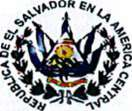 REPUBLICA DE EL SALVADOR EN LA AMERICA CENTRAL